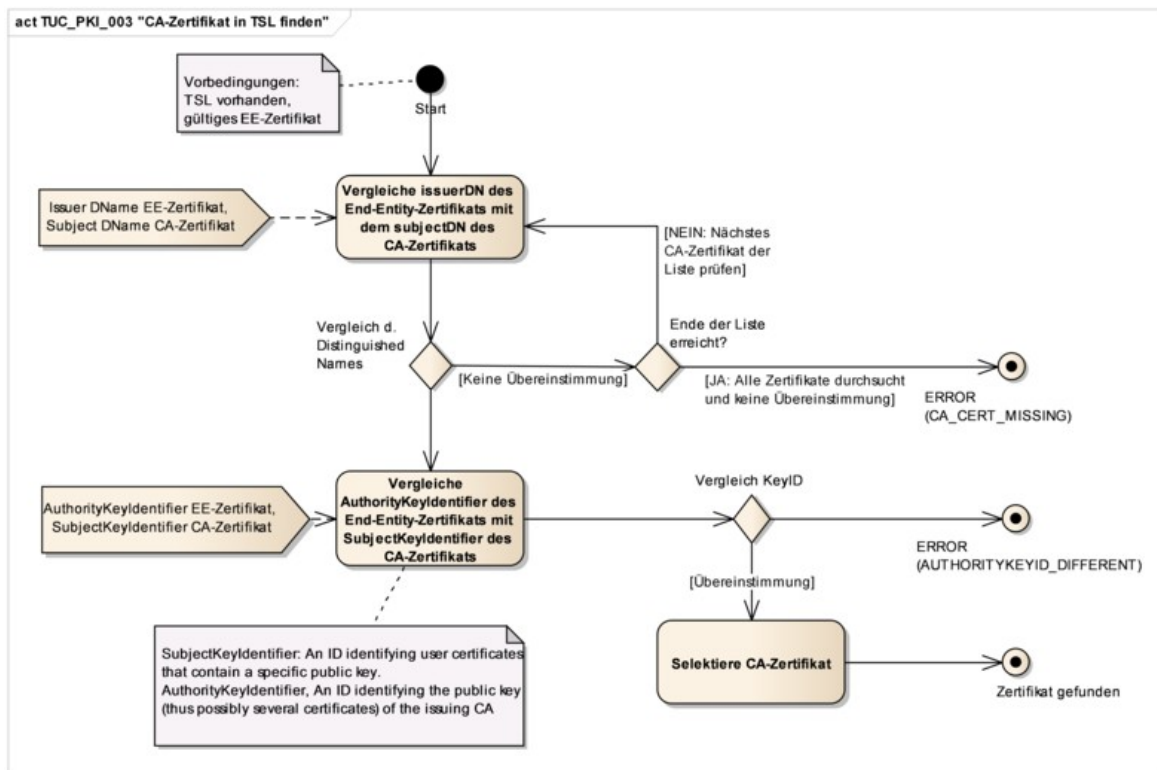 act TUC_PKI_003 "CA-Zertifikat in TSL finden"
Vorbedingungen:
TSL vorhanden,
gültiges EE-Zertifikat
Start
Issuer DName EE-Zertifikat,
Subject DName CA-Zertifikat
Vergleiche issuerDN des
End-Entity-Zertifikats mit
dem subjectDN des
CA-Zertifikats
[NEIN: Nächstes
CA-Zertifikat der
Liste prüfen]
Vergleich d.
Distinguished
Names
[Keine Übereinstimmung]
Ende der Liste
erreicht?
[JA: Alle Zertifikate durchsucht
und keine Übereinstimmung]
ERROR
(CA_CERT_MISSING)
AuthorityKeyIdentifier EE-Zertifikat,
SubjectKeyIdentifier CA-Zertifikat
Vergleiche
AuthorityKeyIdentifier des
End-Entity-Zertifikats mit
SubjectKeyIdentifier des
CA-Zertifikats
Vergleich KeyID
ERROR
(AUTHORITYKEYID_DIFFERENT)
[Übereinstimmung]
Selektiere CA-Zertifikat
Zertifikat gefunden
SubjectKeyIdentifier: An ID identifying user certificates
that contain a specific public key.
AuthorityKeyIdentifier, An ID identifying the public key
(thus possibly several certificates) of the issuing CA